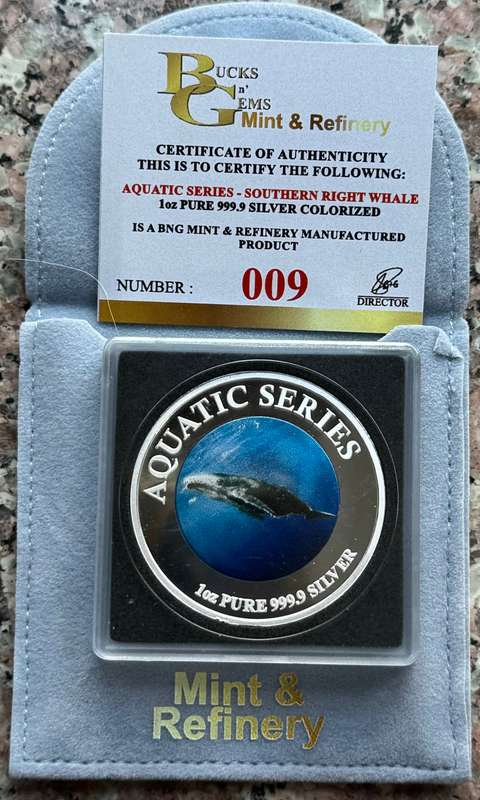 BUCKS
n'
GEMS
Mint & Refinery
CERTIFICATE OF AUTHENTICITY
THIS IS TO CERTIFY THE FOLLOWING:
AQUATIC SERIES - SOUTHERN RIGHT WHALE
1oz PURE 999.9 SILVER COLORIZED
IS A BNG MINT & REFINERY MANUFACTURED
PRODUCT
NUMBER : 009
DIRECTOR
AQUATIC SERIES
1oz PURE 999.9 SILVER
Mint &
Refinery